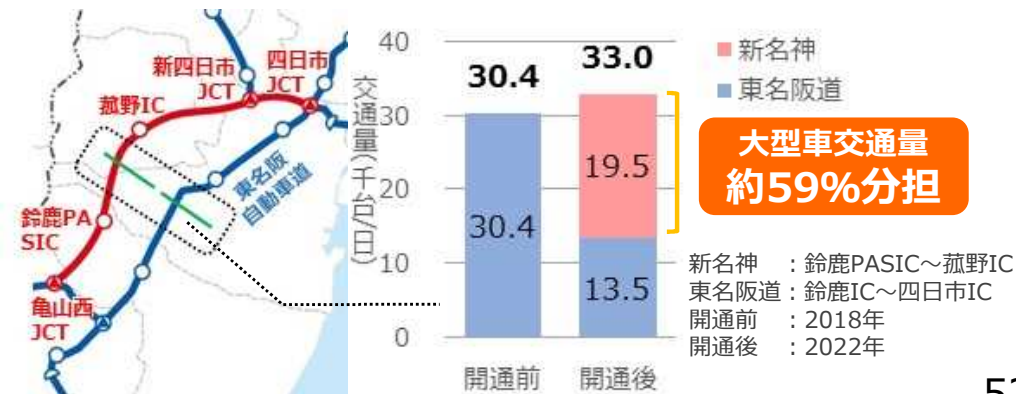 新四日市
JCT
四日市
JCT
菰野IC
東名阪
自動車道
鈴鹿PA
SIC
亀山西
JCT
交通量(千台/日)
40
30
20
10
0
30.4
33.0
30.4
19.5
13.5
開通前
開通後
新名神
東名阪道
大型車交通量
約59%分担
新名神 :鈴鹿PASIC~菰野IC
東名阪道:鈴鹿IC~四日市IC
開通前 :2018年
開通後 :2022年